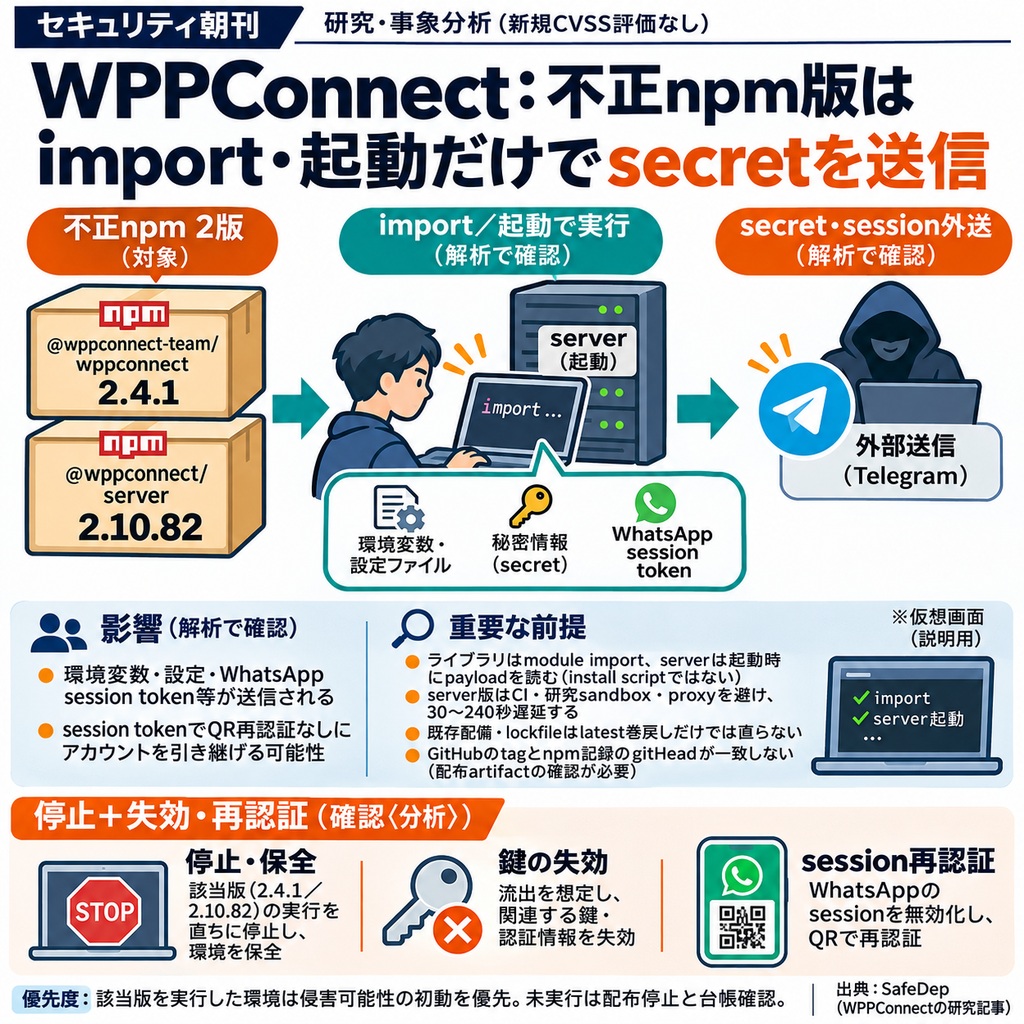 セキュリティ朝刊
研究・事象分析（新規CVSS評価なし）
WPPConnect：不正npm版は
import・起動だけでsecretを送信
不正npm 2版
（対象）
import／起動で実行
（解析で確認）
secret・session外送
（解析で確認）
npm
@wppconnect-team/
wppconnect
2.4.1
npm
@wppconnect/
server
2.10.82
server
（起動）
import...
外部送信
（Telegram）
環境変数・
設定ファイル
秘密情報
（secret）
WhatsApp
session
token
影響（解析で確認）
環境変数・設定・WhatsApp
session token等が送信される
session tokenでQR再認証なしに
アカウントを引き継げる可能性
重要な前提
ライブラリはmodule import、serverは起動時
にpayloadを読む（install scriptではない）
server版はCI・研究sandbox・proxyを避け、
30〜240秒遅延する
既存配備・lockfileはlatest巻戻しだけでは直らない
GitHubのtagとnpm記録のgitHeadが一致しない
（配布artifactの確認が必要）
※仮想画面
（説明用）
import
server起動
...
停止＋失効・再認証（確認〈分析〉）
STOP
停止・保全
該当版（2.4.1／
2.10.82）の実行を
直ちに停止し、
環境を保全
鍵の失効
流出を想定し、
関連する鍵・
認証情報を失効
session再認証
WhatsAppの
sessionを無効化し、
QRで再認証
優先度：該当版を実行した環境は侵害可能性の初動を優先。未実行は配布停止と台帳確認。
出典：SafeDep
（WPPConnectの研究記事）